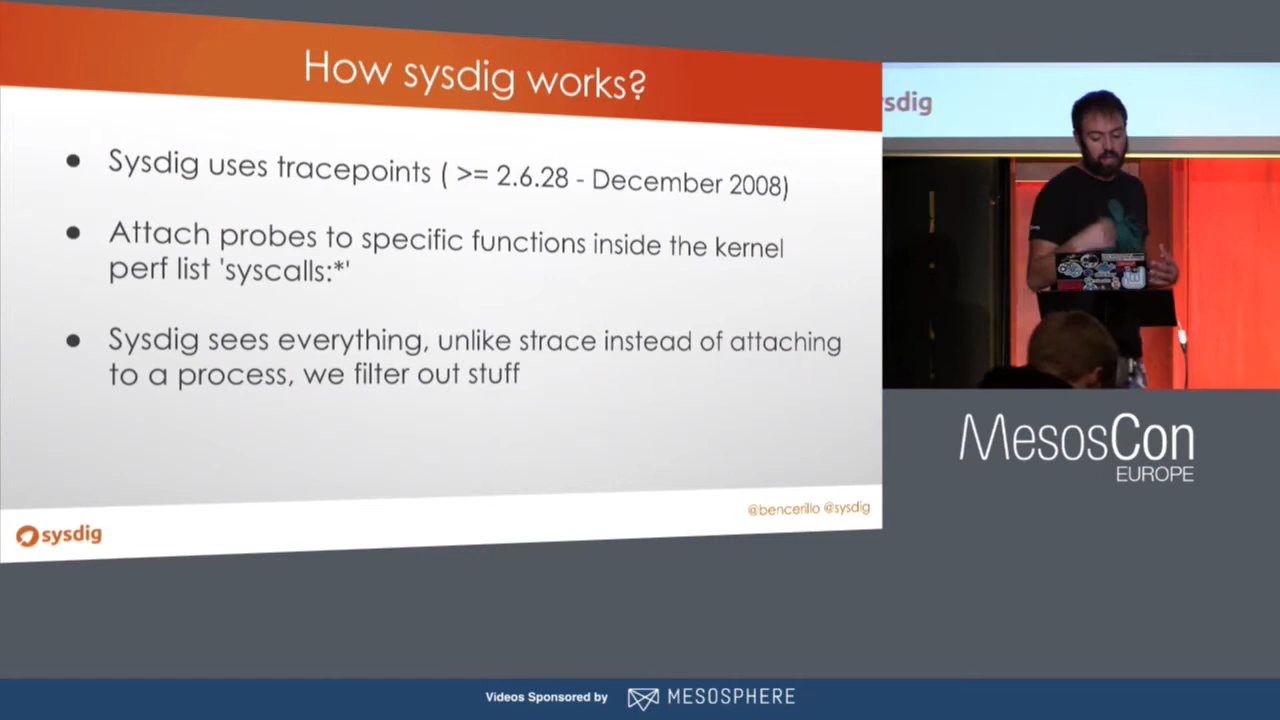 How sysdig works?
Sysdig uses tracepoints ( >= 2.6.28 - December 2008)
Attach probes to specific functions inside the kernel
perf list 'syscalls:*'
Sysdig sees everything, unlike strace instead of attaching
to a process, we filter out stuff
@bencerillo @sysdig
sysdig
sdig
MesosCon
EUROPE
Videos Sponsored by MESOSPHERE